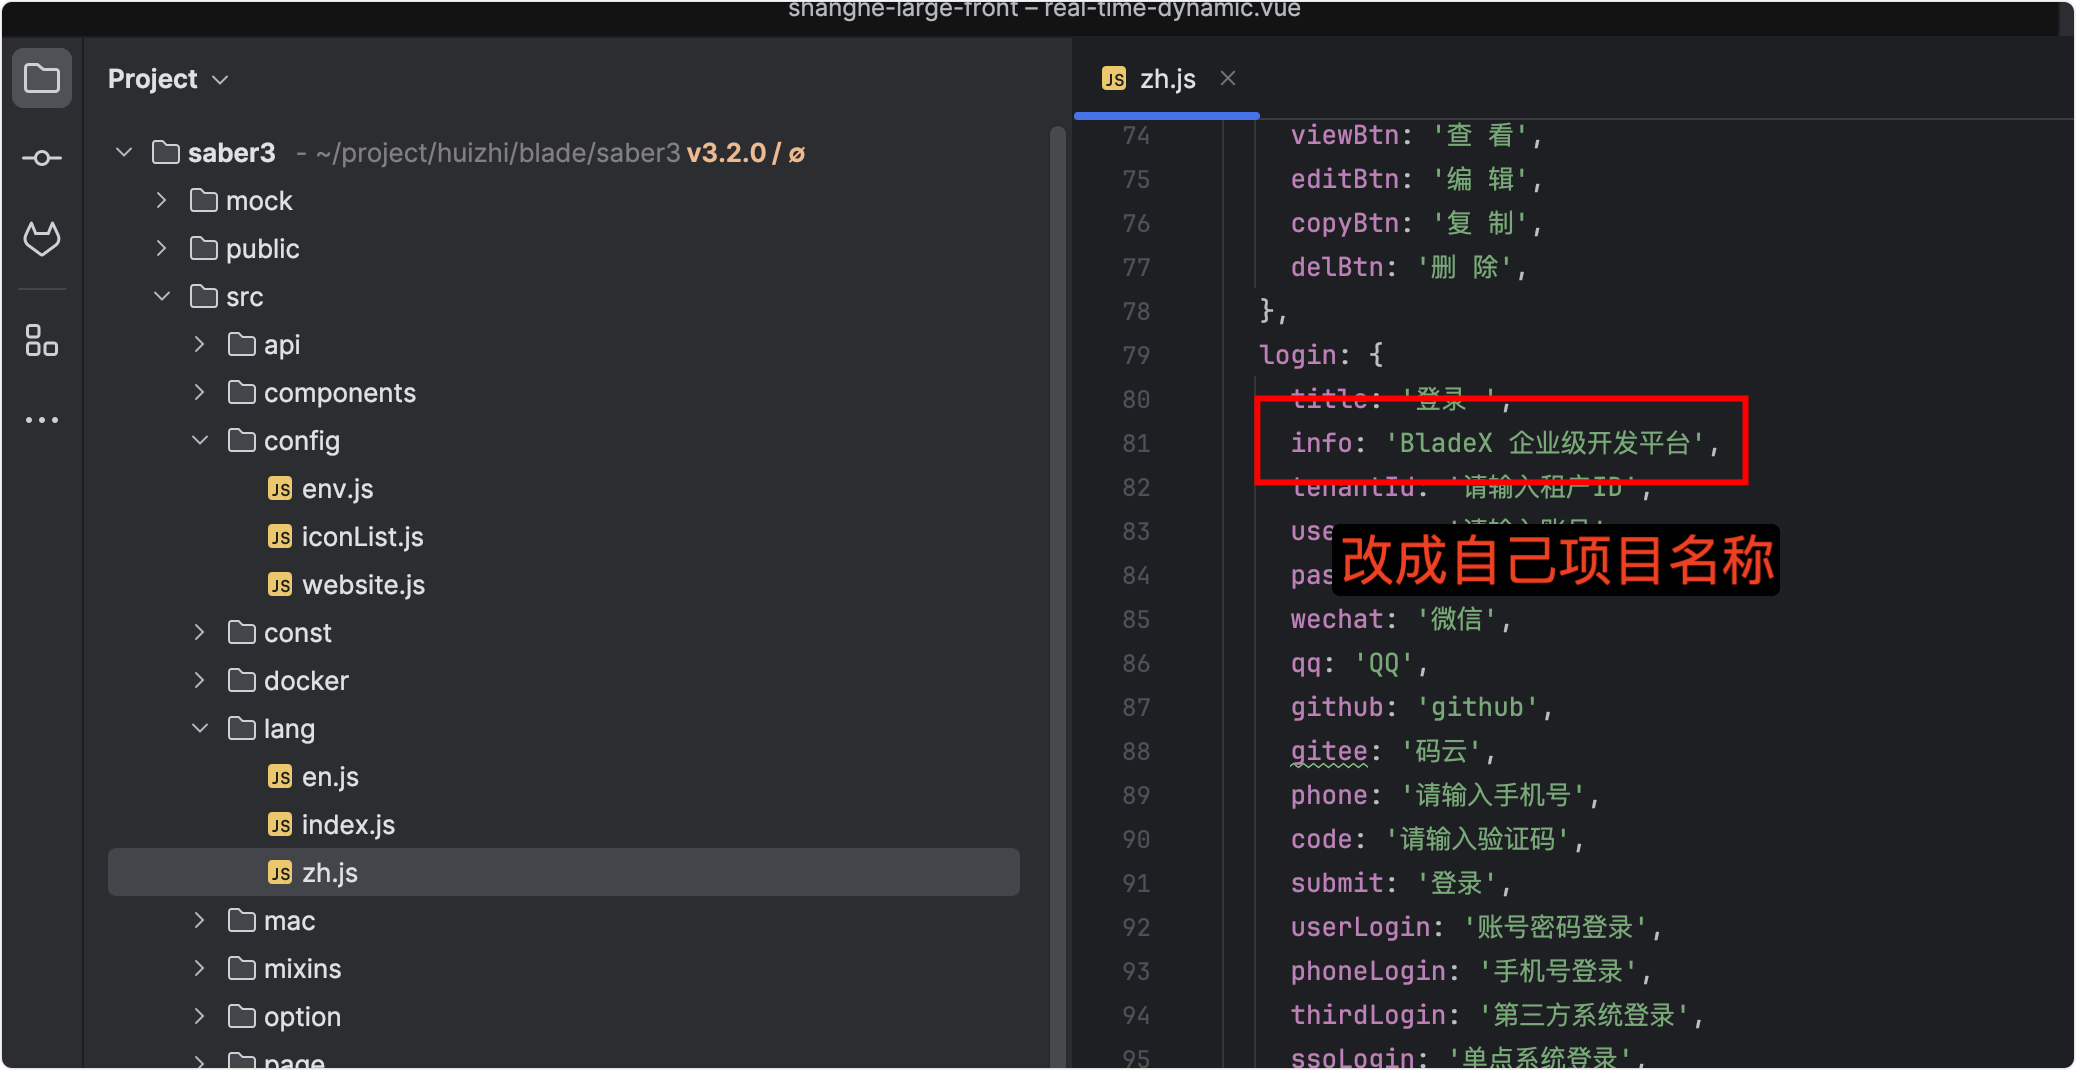 shanghe-large-front – real-time-dynamic.vue
Project
saber3 - ~/project/huizhi/blade/saber3 v3.2.0 / ø
mock
public
src
api
components
config
JS env.js
JS iconList.js
JS website.js
const
docker
lang
JS en.js
JS index.js
JS zh.js
mac
mixins
option
page
JS zh.js
74 viewBtn: '查 看',
75 editBtn: '编 辑',
76 copyBtn: '复 制',
77 delBtn: '删 除',
78 },
79 login: {
80 title: '登录 ',
81 info: 'BladeX 企业级开发平台',
82 tenantId: '请输入租户ID',
83 use
改成自己项目名称
84 pas
85 wechat: '微信',
86 qq: 'QQ',
87 github: 'github',
88 gitee: '码云',
89 phone: '请输入手机号',
90 code: '请输入验证码',
91 submit: '登录',
92 userLogin: '账号密码登录',
93 phoneLogin: '手机号登录',
94 thirdLogin: '第三方系统登录',
95 ssoLogin: '单点系统登录',